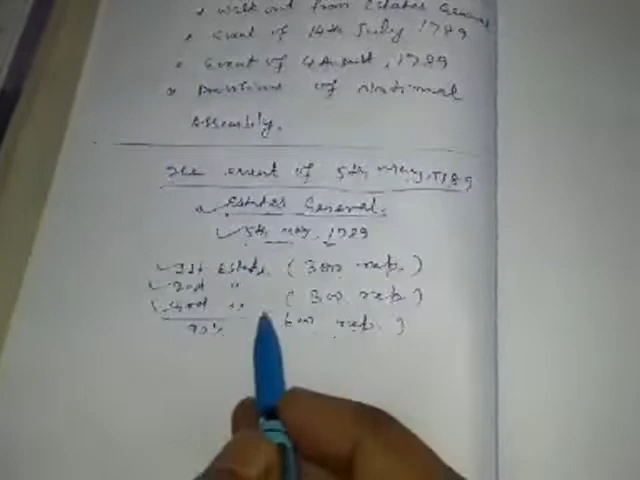 * Walk out from Estates General
* Event of 14th July 1789
* Event of 4 August, 1789
* of National
Assembly.
The event of 5th May, 1789
Estates General.
✓ 5th May, 1789
✓ 1st Estate (300 rep.)
✓ 2nd " (300 rep.)
3rd " 600 rep.)
90%